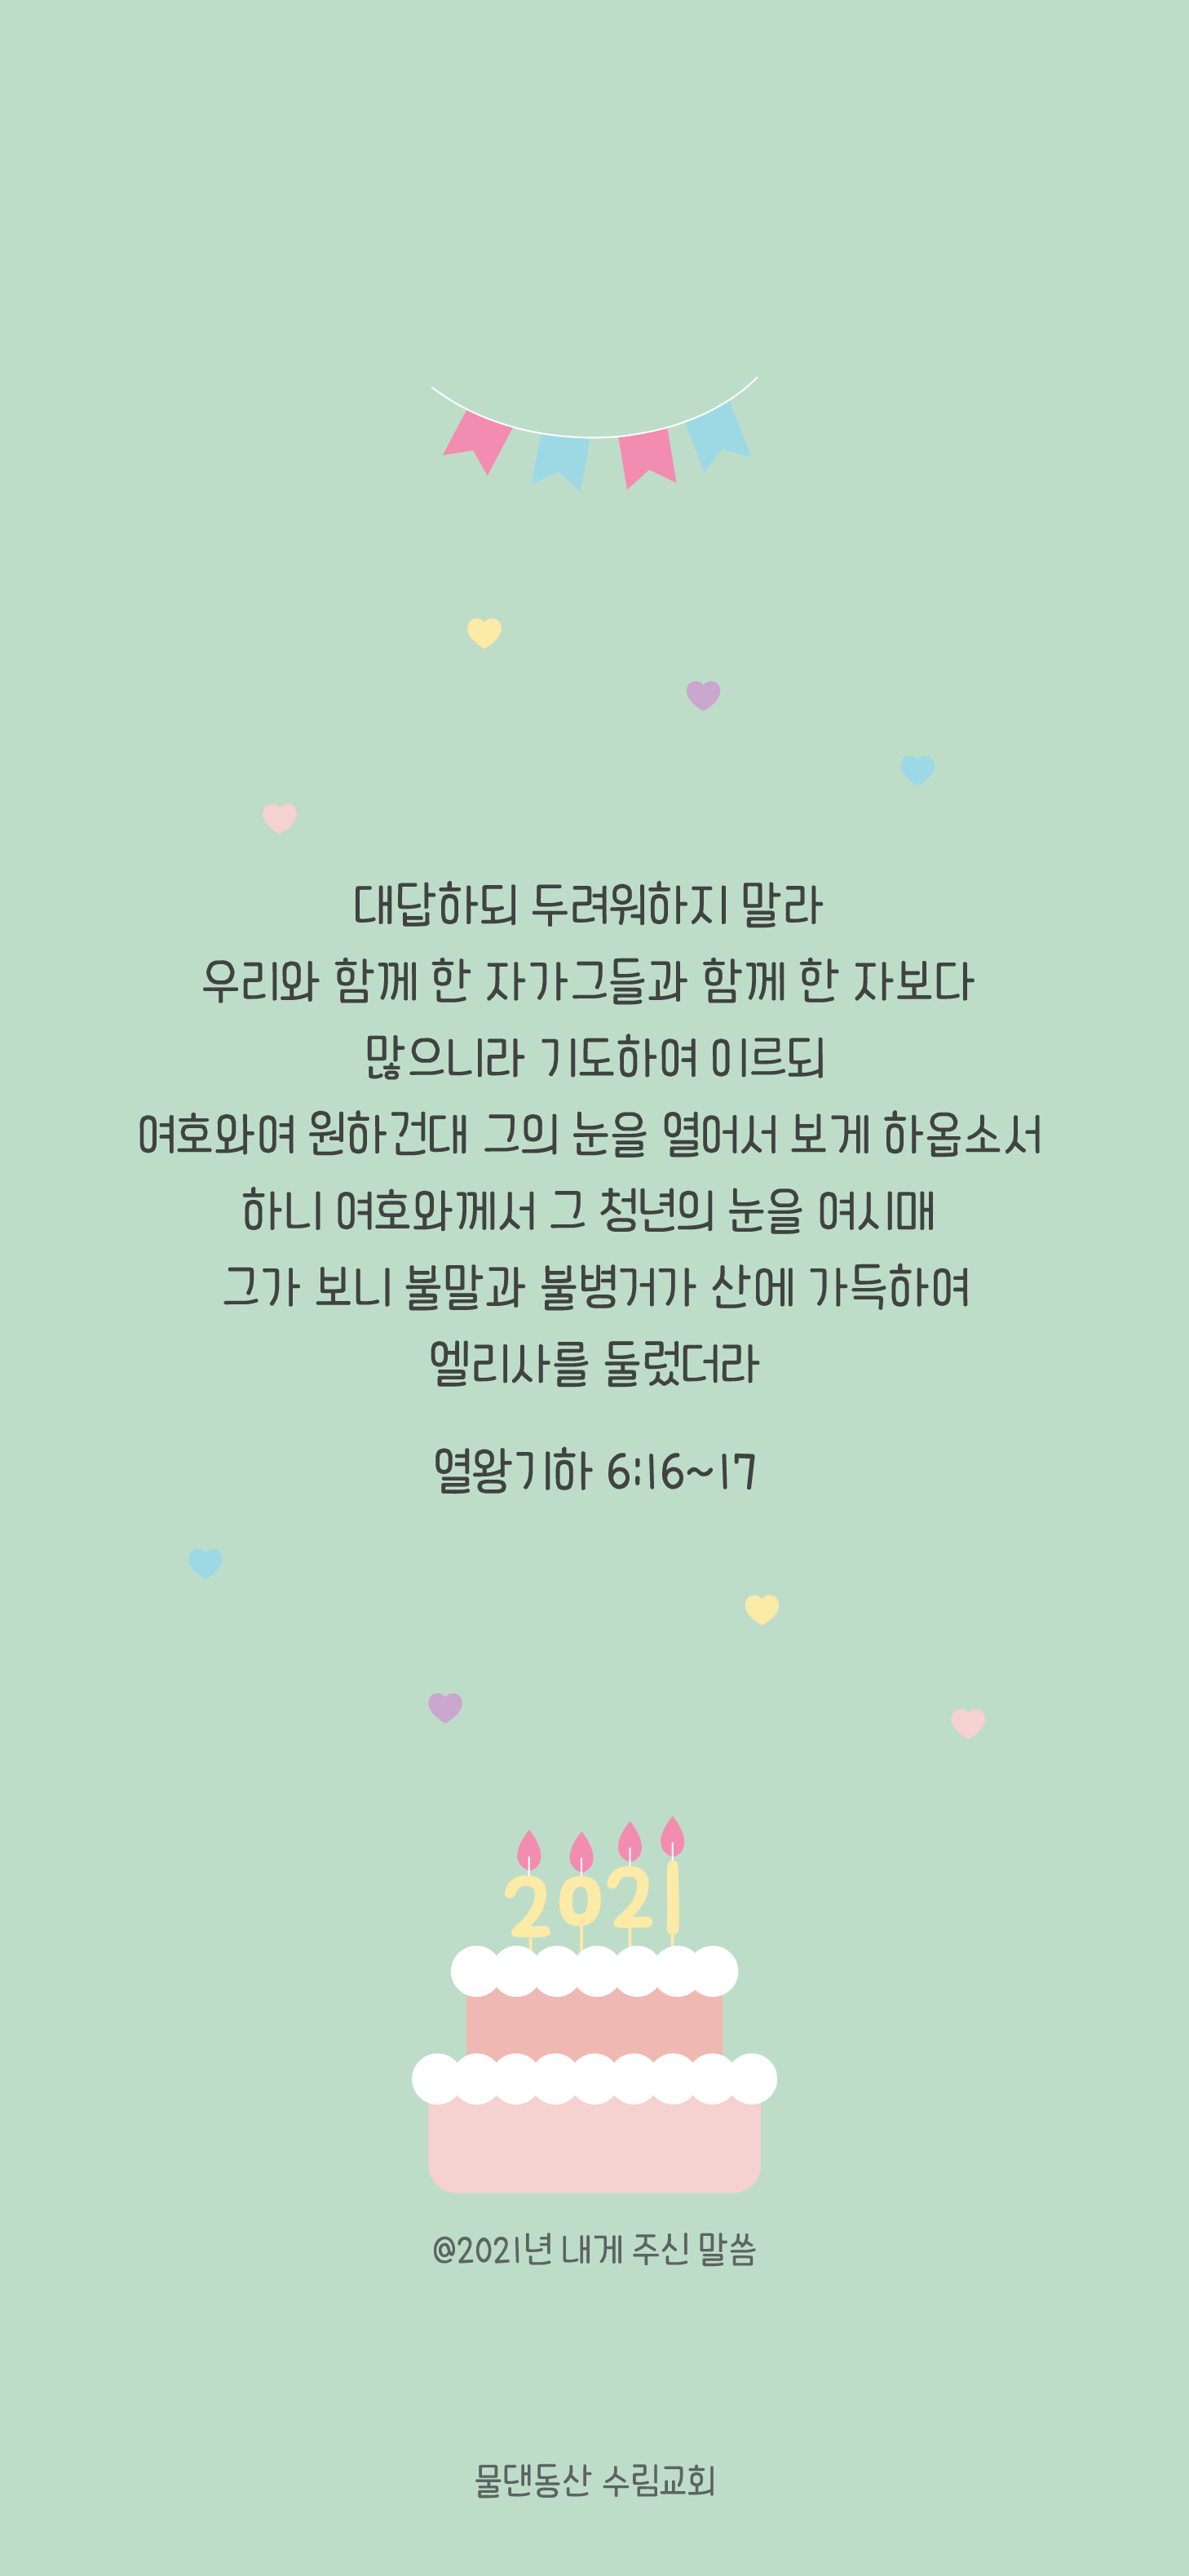 대답하되 두려워하지 말라
우리와 함께 한 자가그들과 함께 한 자보다
많으니라 기도하여 이르되
여호와여 원하건대 그의 눈을 열어서 보게 하옵소서
하니 여호와께서 그 청년의 눈을 여시매
그가 보니 불말과 불병거가 산에 가득하여
엘리사를 둘렀더라
열왕기하 6:16~17
2021
@2021년 내게 주신 말씀
물댄동산 수림교회